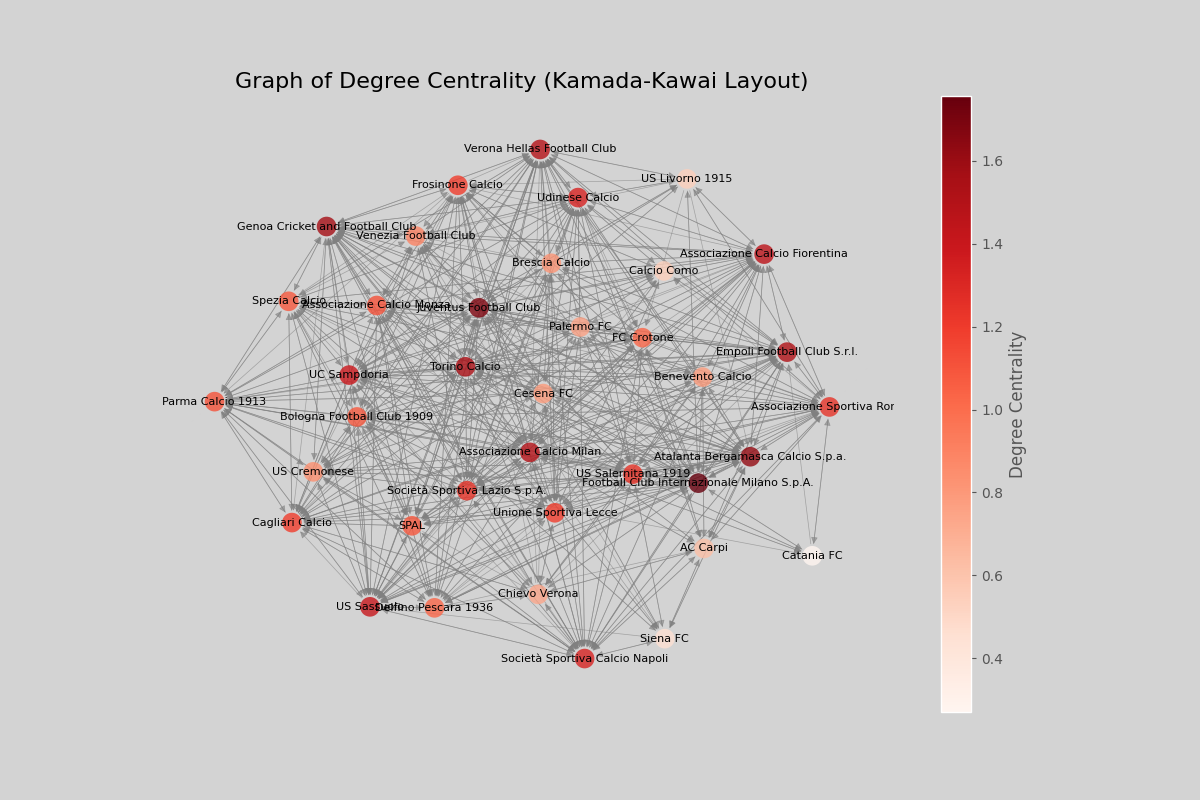 Graph of Degree Centrality (Kamada-Kawai Layout)
Verona Hellas Football Club
US Livorno 1915
Frosinone Calcio
Udinese Calcio
Genoa Cricket and Football Club
Venezia Football Club
Associazione Calcio Fiorentina
Brescia Calcio
Calcio Como
Spezia Calcio
Associazione Calcio Monza
Juventus Football Club
Palermo FC
FC Crotone
Empoli Football Club S.r.l.
Torino Calcio
UC Sampdoria
Benevento Calcio
Cesena FC
Parma Calcio 1913
Associazione Sportiva Ror
Bologna Football Club 1909
Associazione Calcio Milan
Atalanta Bergamasca Calcio S.p.a.
US Cremonese
US Salernitana 1919
Football Club Internazionale Milano S.p.A.
Società Sportiva Lazio S.p.A.
Unione Sportiva Lecce
Cagliari Calcio
SPAL
AC Carpi
Catania FC
Chievo Verona
US Sassuolo
Delfino Pescara 1936
Siena FC
Società Sportiva Calcio Napoli
1.6
1.4
1.2
1.0
0.8
0.6
0.4
Degree Centrality